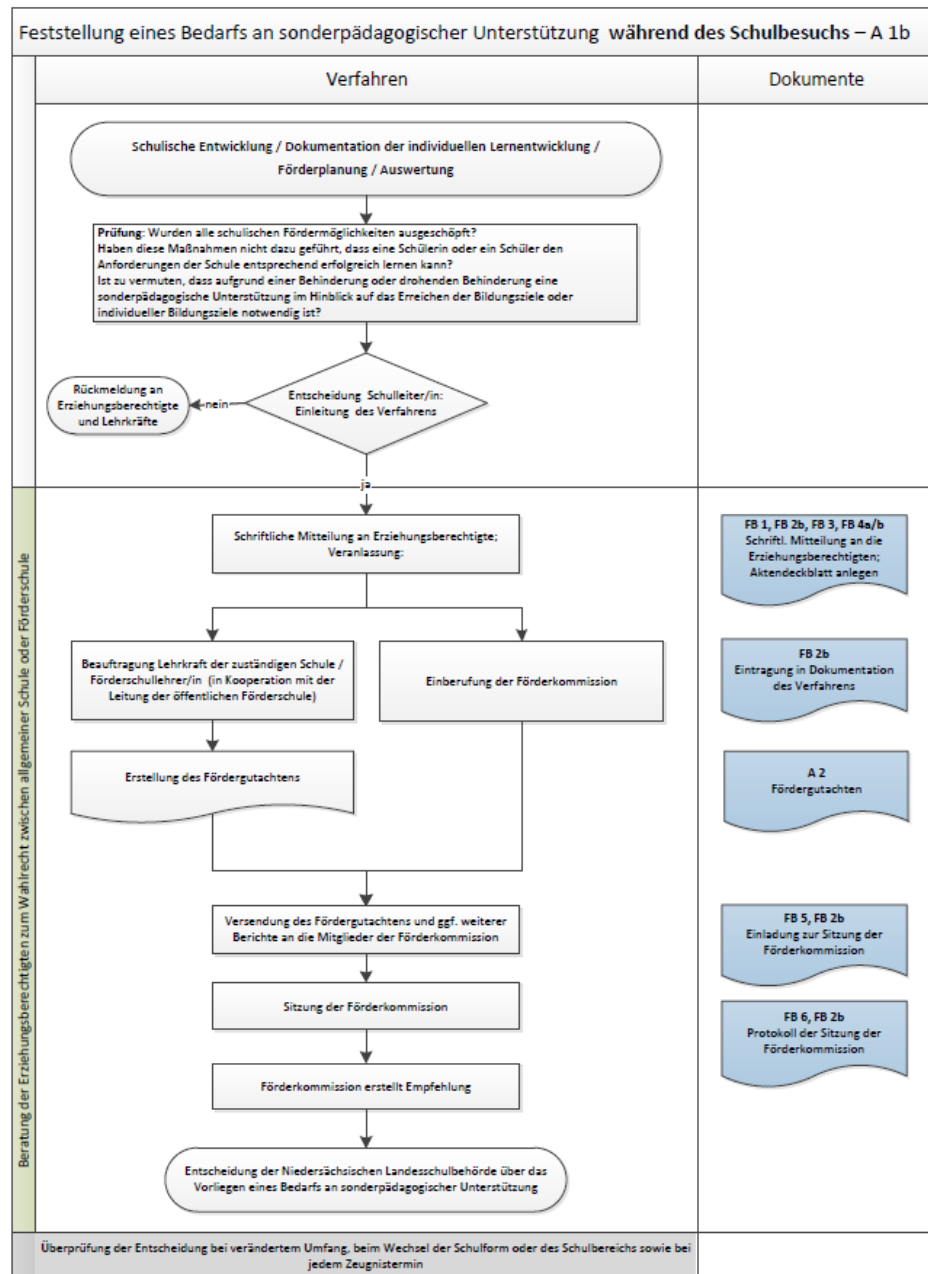 Feststellung eines Bedarfs an sonderpädagogischer Unterstützung während des Schulbesuchs – A 1b
Verfahren
Dokumente
Schulische Entwicklung / Dokumentation der individuellen Lernentwicklung /
Förderplanung / Auswertung
Prüfung: Wurden alle schulischen Fördermöglichkeiten ausgeschöpft?
Haben diese Maßnahmen nicht dazu geführt, dass eine Schülerin oder ein Schüler den
Anforderungen der Schule entsprechend erfolgreich lernen kann?
Ist zu vermuten, dass aufgrund einer Behinderung oder drohenden Behinderung eine
sonderpädagogische Unterstützung im Hinblick auf das Erreichen der Bildungsziele oder
individueller Bildungsziele notwendig ist?
Entscheidung Schulleiter/in:
Einleitung des Verfahrens
nein
Rückmeldung an
Erziehungsberechtigte
und Lehrkräfte
ja
Beratung der Erziehungsberechtigten zum Wahlrecht zwischen allgemeiner Schule oder Förderschule
Schriftliche Mitteilung an Erziehungsberechtigte;
Veranlassung:
FB 1, FB 2b, FB 3, FB 4a/b
Schriftl. Mitteilung an die
Erziehungsberechtigten;
Aktendeckblatt anlegen
Beauftragung Lehrkraft der zuständigen Schule /
Förderschullehrer/in (in Kooperation mit der
Leitung der öffentlichen Förderschule)
Einberufung der Förderkommission
FB 2b
Eintragung in Dokumentation
des Verfahrens
Erstellung des Fördergutachtens
A 2
Fördergutachten
Versendung des Fördergutachtens und ggf. weiterer
Berichte an die Mitglieder der Förderkommission
FB 5, FB 2b
Einladung zur Sitzung der
Förderkommission
Sitzung der Förderkommission
FB 6, FB 2b
Protokoll der Sitzung der
Förderkommission
Förderkommission erstellt Empfehlung
Entscheidung der Niedersächsischen Landesschulbehörde über das
Vorliegen eines Bedarfs an sonderpädagogischer Unterstützung
Überprüfung der Entscheidung bei verändertem Umfang, beim Wechsel der Schulform oder des Schulbereichs sowie bei
jedem Zeugnistermin